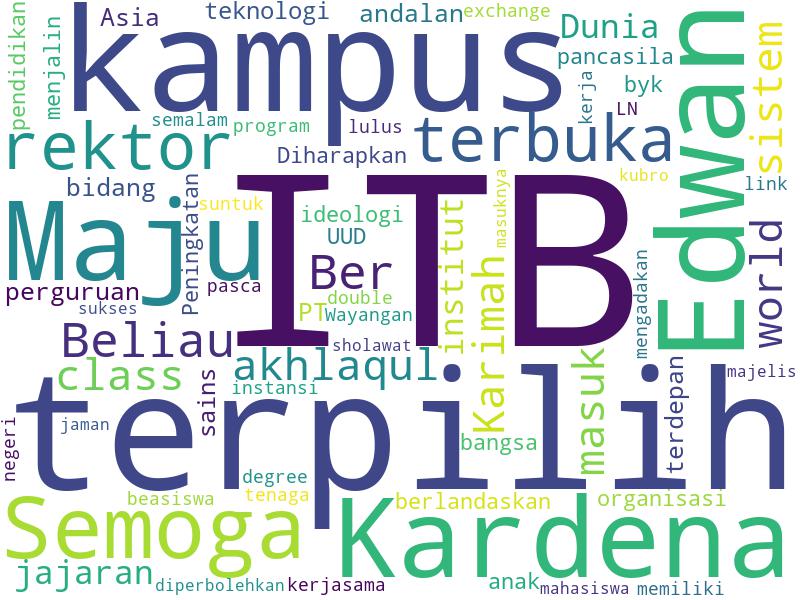 pendidikan
menjalin
Asia
teknologi
andalan
exchange
kampus
Dunia
pancasila
byk
kerja
LN
Edwan
sistem
rektor
semalam
program
lulus
Diharapkan
terbuka
kubro
link
bidang
Peningkatan
suntuk
ITB
Maju
ideologi
UUD
Ber
institut
masuknya
perguruan
sukses
pasca
double
PT
Wayangan
Karimah
mengadakan
world
Beliau
sholawat
akhlaqul
class
sains
instansi
masuk
terdepan
majelis
terpilih
negeri
jaman
bangsa
degree
tenaga
beasiswa
Semoga
Kardena
berlandaskan
organisasi
jajaran
diperbolehkan
kerjasama
anak
mahasiswa
memiliki